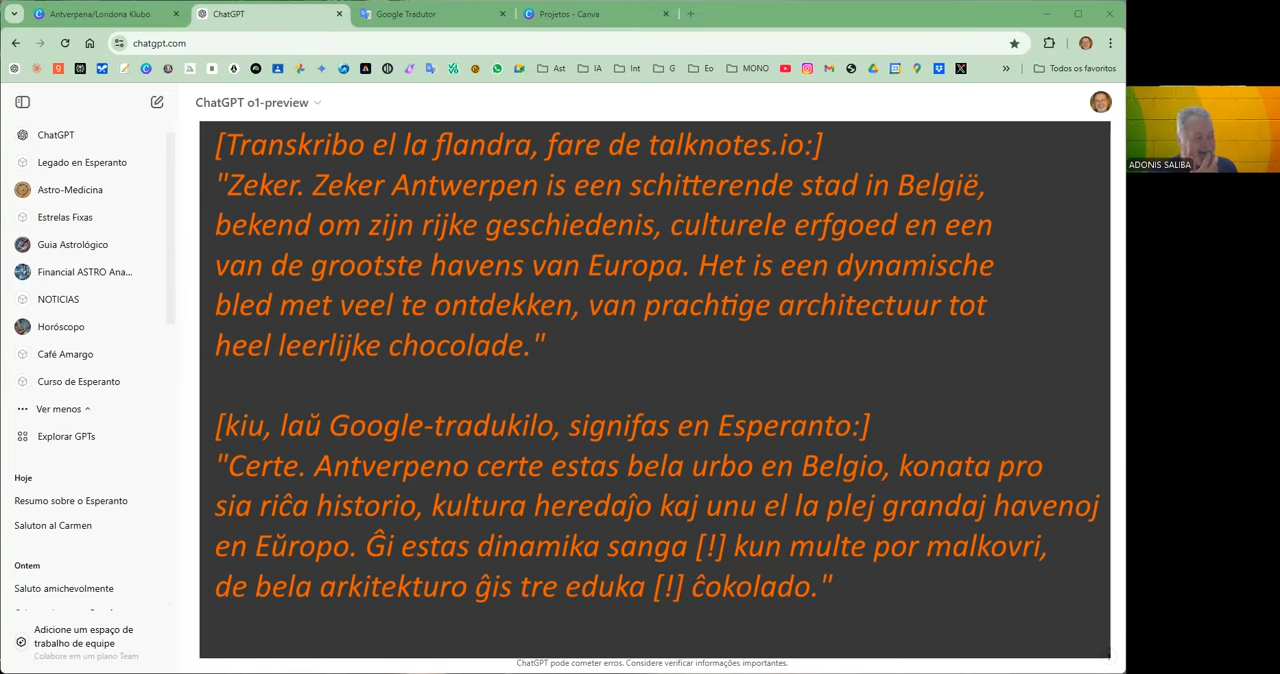 Antverpena/Londona Klubo
ChatGPT
Google Tradutor
Projetos - Canva
chatgpt.com
Ast
IA
Int
G
Eo
MONO
Todos os favoritos
ChatGPT o1-preview
ChatGPT
Legado en Esperanto
Astro-Medicina
Estrelas Fixas
Guia Astrológico
Financial ASTRO Ana...
NOTICIAS
Horóscopo
Café Amargo
Curso de Esperanto
Ver menos
Explorar GPTs
Hoje
Resumo sobre o Esperanto
Saluton al Carmen
Ontem
Saluto amichevolmente
Adicione um espaço de
trabalho de equipe
Colabore em um plano Team
[Transkribo el la flandra, fare de talknotes.io:]
"Zeker. Zeker Antwerpen is een schitterende stad in België,
bekend om zijn rijke geschiedenis, culturele erfgoed en een
van de grootste havens van Europa. Het is een dynamische
bled met veel te ontdekken, van prachtige architectuur tot
heel leerlijke chocolade."
[kiu, laŭ Google-tradukilo, signifas en Esperanto:]
"Certe. Antverpeno certe estas bela urbo en Belgio, konata pro
sia riĉa historio, kultura heredaĵo kaj unu el la plej grandaj havenoj
en Eŭropo. Ĝi estas dinamika sanga [!] kun multe por malkovri,
de bela arkitekturo ĝis tre eduka [!] ĉokolado."
ChatGPT pode cometer erros. Considere verificar informações importantes.
ADONIS SALIBA